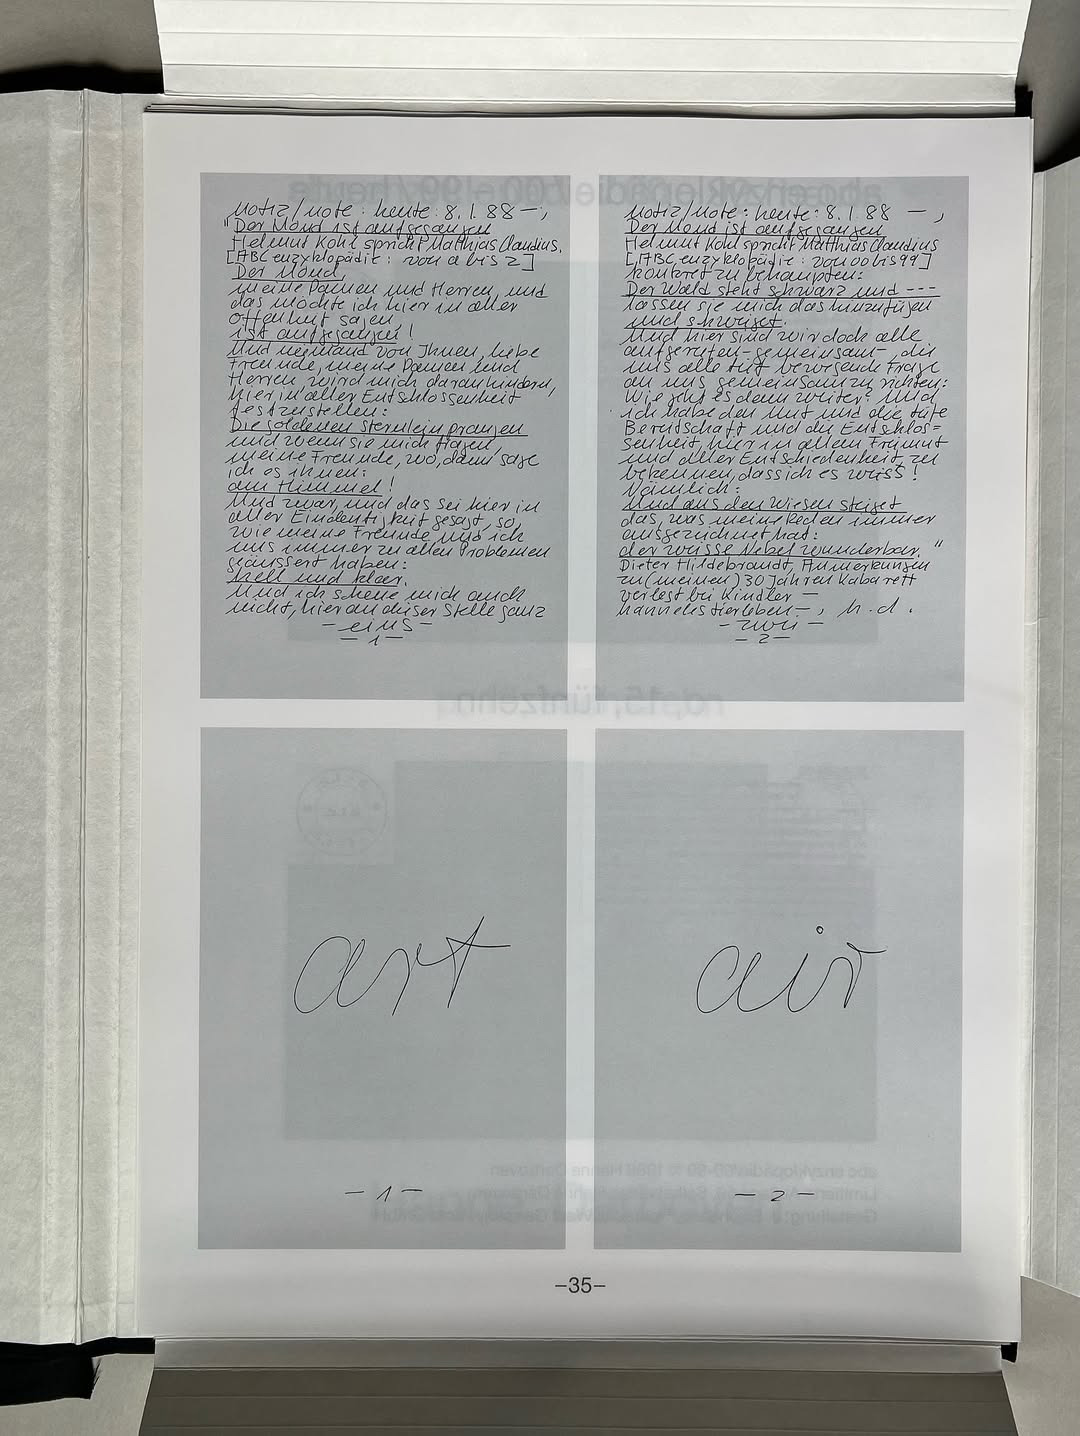 Notiz/note: heute: 8.1.88 —,
"Der Mond ist aufgegangen
Helmut Kohl spricht Matthias Claudius.
[ABC enzyklopädie: von a bis z]
Der Mond,
meine Damen und Herren, und
das möchte ich hier in aller
Offenheit sagen,
ist aufgegangen!
Und niemand von Ihnen, liebe
Freunde, meine Damen und
Herren, wird mich daran hindern,
hier in aller Entschlossenheit
festzustellen:
Die goldenen Sternlein prangen
und wenn sie mich fragen,
meine Freunde, wo, dann sage
ich es ihnen:
am Himmel!
Und zwar, und das sei hier in
aller Eindeutigkeit gesagt, so,
wie meine Freunde und ich
uns immer zu allen Problemen
geäussert haben:
hell und klar.
Und ich scheue mich auch
nicht, hier an dieser Stelle ganz
—eins—
—1—
Notiz/note: heute: 8.1.88 —,
Der Mond ist aufgegangen
Helmut Kohl spricht Matthias Claudius
[ABC enzyklopädie: von 00 bis 99]
konkret zu behaupten:
Der Wald steht schwarz und ---
lassen sie mich das hinzufügen
und schweiget.
Und hier sind wir doch alle
aufgerufen-gemeinsam-, die
uns alle tief bewegende Frage
an uns gemeinsam zu richten:
Wie geht es denn weiter? Und
ich habe den Mut und die tiefe
Bereitschaft und die Entschlos=
senheit, hier in allem Freimut
und aller Entschiedenheit zu
bekennen, dass ich es weiss!
Nämlich:
Und aus den Wiesen steiget
das, was meine Reden immer
ausgezeichnet hat:
der weisse Nebel wunderbar."
Dieter Hildebrandt, Anmerkungen
zu (meinen) 30 Jahren Kabarett
verlegt bei Kindler —
hannelestierleben —, h.d.
—zwei—
—2—
art
—1—
air
—2—
–35–